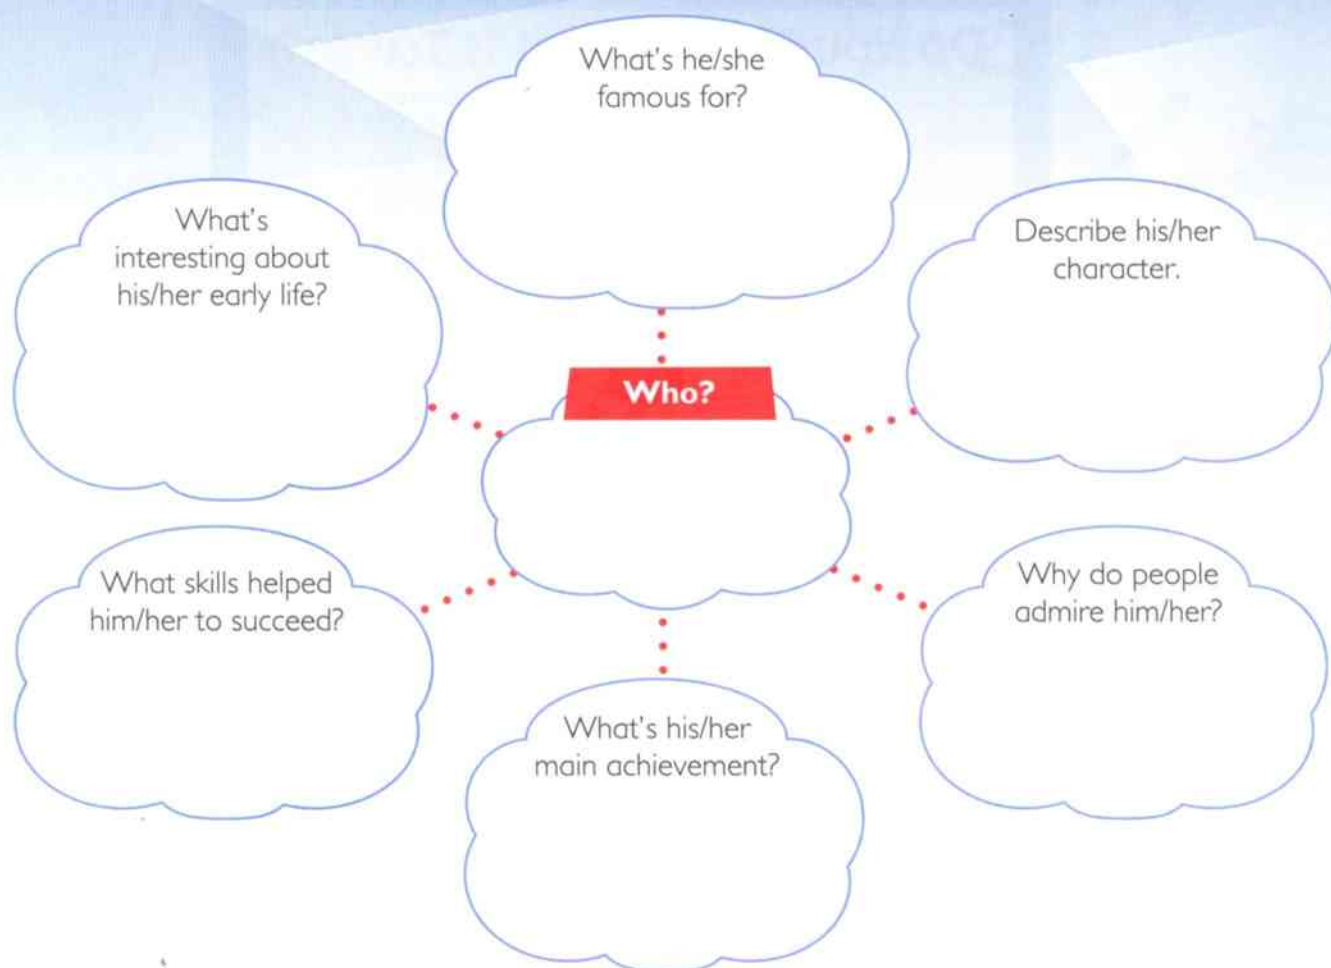 What's he/she
famous for?
What's
interesting about
his/her early life?
Describe his/her
character.
Who?
What skills helped
him/her to succeed?
Why do people
admire him/her?
What's his/her
main achievement?